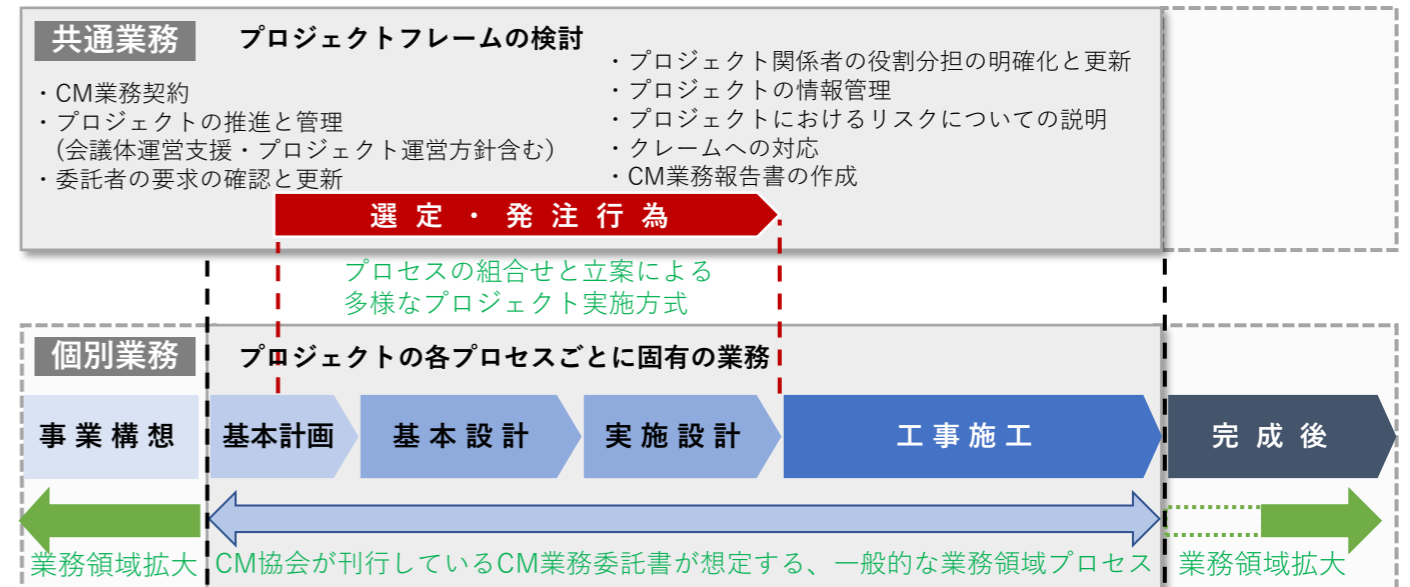 共通業務
プロジェクトフレームの検討
・CM業務契約
・プロジェクトの推進と管理
(会議体運営支援・プロジェクト運営方針含む)
・委託者の要求の確認と更新
・プロジェクト関係者の役割分担の明確化と更新
・プロジェクトの情報管理
・プロジェクトにおけるリスクについての説明
・クレームへの対応
・CM業務報告書の作成
選定・発注行為
プロセスの組合せと立案による
多様なプロジェクト実施方式
個別業務
プロジェクトの各プロセスごとに固有の業務
事業構想
基本計画
基本設計
実施設計
工事施工
完成後
業務領域拡大
CM協会が刊行しているCM業務委託書が想定する、一般的な業務領域プロセス
業務領域拡大